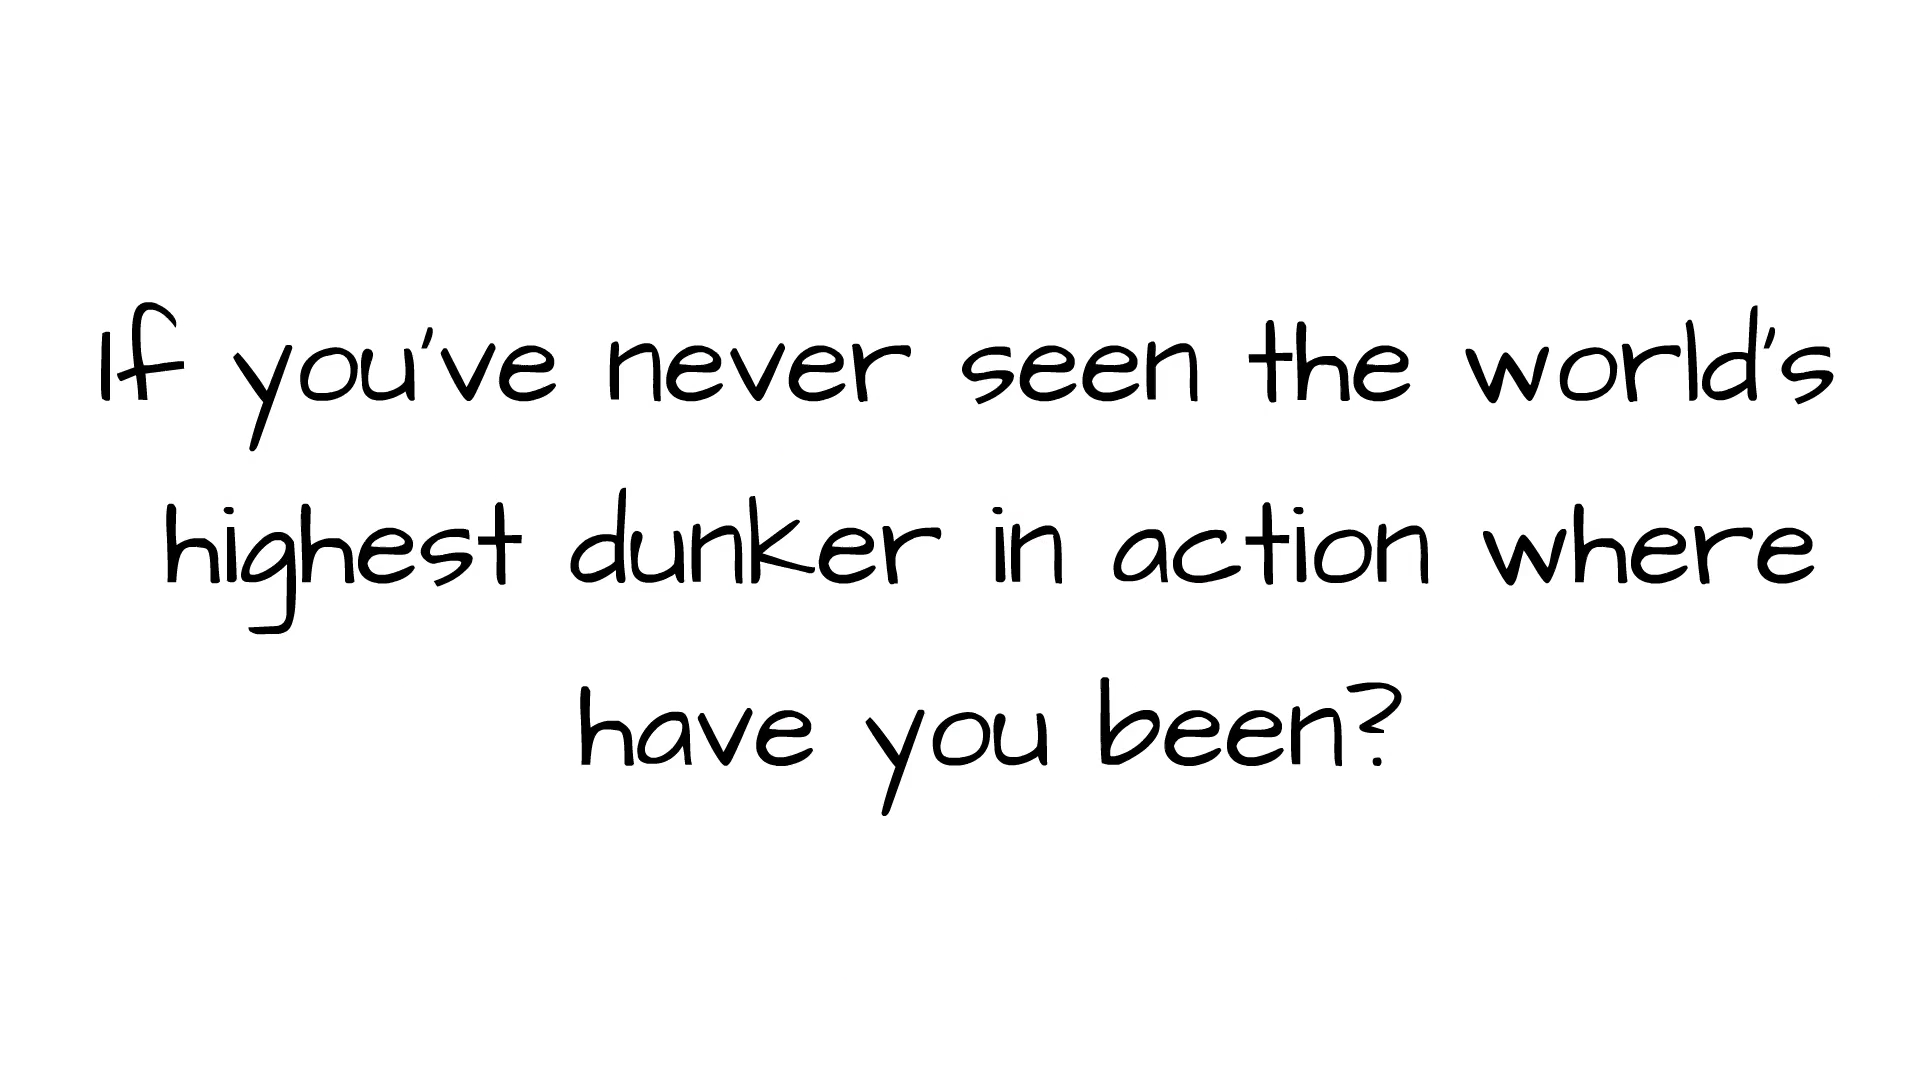 If you've never seen the world's
highest dunker in action where
have you been?